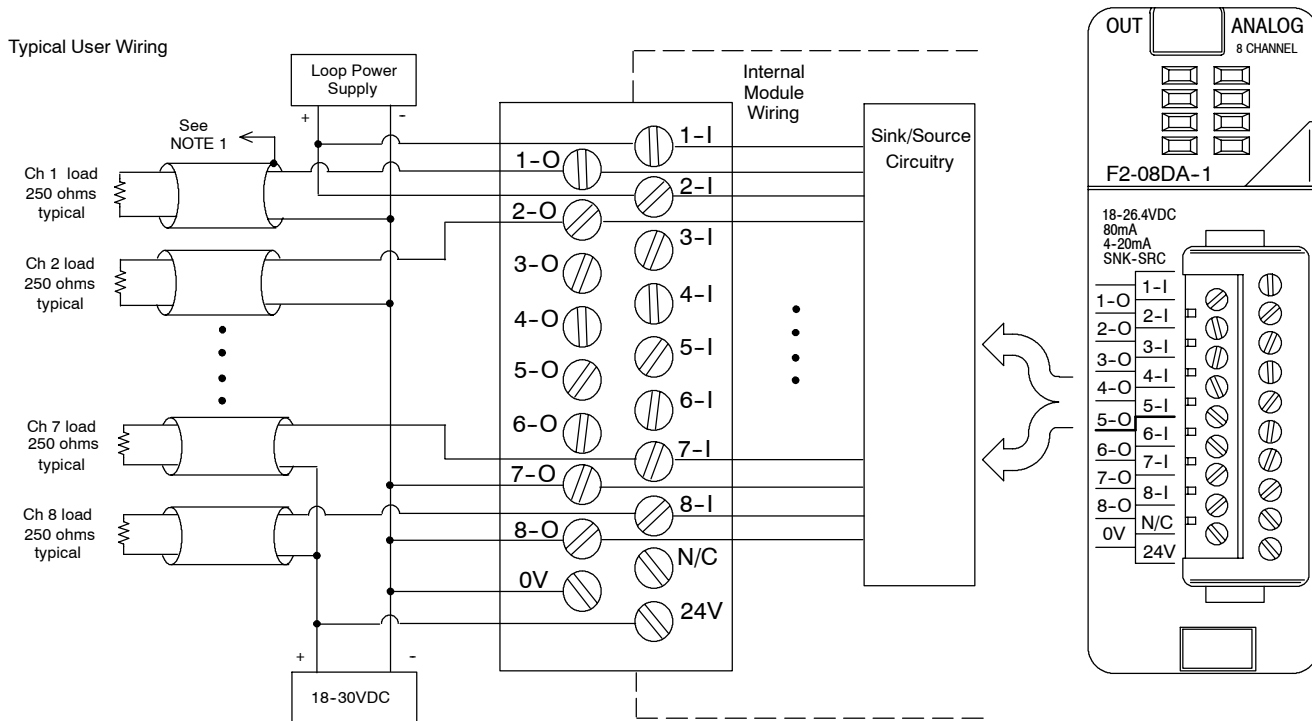 Typical User Wiring
Loop Power
Supply
+
-
See
NOTE 1
Ch 1 load
250 ohms
typical
Ch 2 load
250 ohms
typical
Ch 7 load
250 ohms
typical
Ch 8 load
250 ohms
typical
+
-
18-30VDC
Internal
Module
Wiring
1-I
1-O
2-I
2-O
3-I
3-O
4-I
4-O
5-I
5-O
6-I
6-O
7-I
7-O
8-I
8-O
N/C
0V
24V
Sink/Source
Circuitry
OUT
ANALOG
8 CHANNEL
F2-08DA-1
18-26.4VDC
80mA
4-20mA
SNK-SRC
1-I
1-O
2-I
2-O
3-I
3-O
4-I
4-O
5-I
5-O
6-I
6-O
7-I
7-O
8-I
8-O
N/C
0V
24V